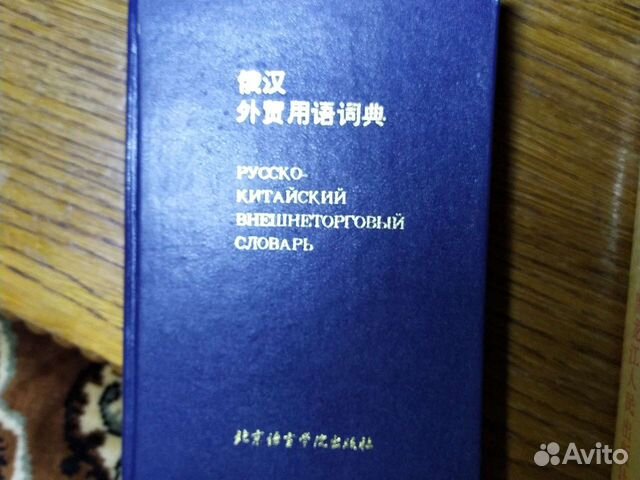 俄汉
外贸用语词典
РУССКО-
КИТАЙСКИЙ
ВНЕШНЕТОРГОВЫЙ
СЛОВАРЬ
北京语言学院出版社
Avito